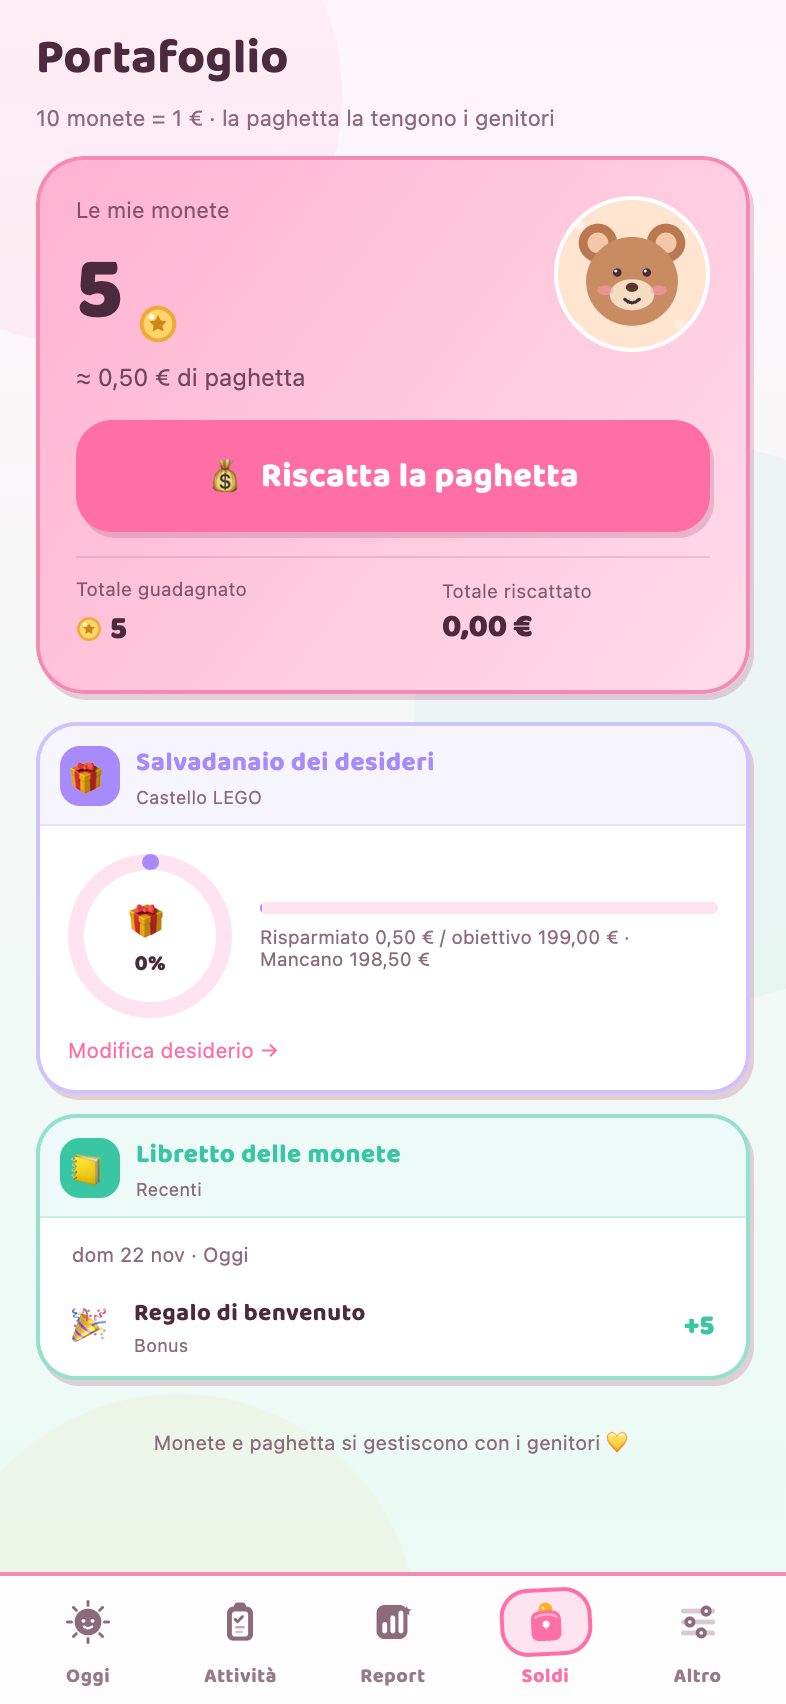 Portafoglio
10 monete = 1 € · la paghetta la tengono i genitori
Le mie monete
5
≈ 0,50 € di paghetta
Riscatta la paghetta
Totale guadagnato
5
Totale riscattato
0,00 €
Salvadanaio dei desideri
Castello LEGO
0%
Risparmiato 0,50 € / obiettivo 199,00 € ·
Mancano 198,50 €
Modifica desiderio →
Libretto delle monete
Recenti
dom 22 nov · Oggi
Regalo di benvenuto
Bonus
+5
Monete e paghetta si gestiscono con i genitori 💛
Oggi
Attività
Report
Soldi
Altro